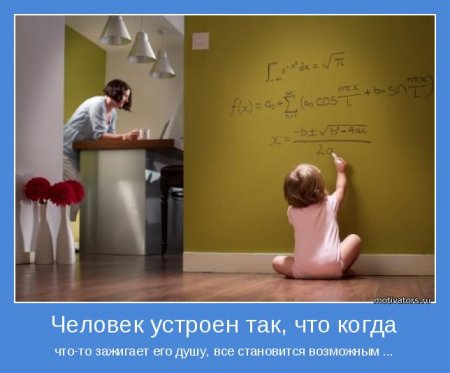 ∫_{-∞}^{∞} e^{-x²} dx = √π
f(x) = a₀ + ∑_{n=1}^{∞} (aₙ cos nπx/L + bₙ sin nπx/L)
x = -b ± √b²-4ac / 2a
motivators.ru
Человек устроен так, что когда
что-то зажигает его душу, все становится возможным ...